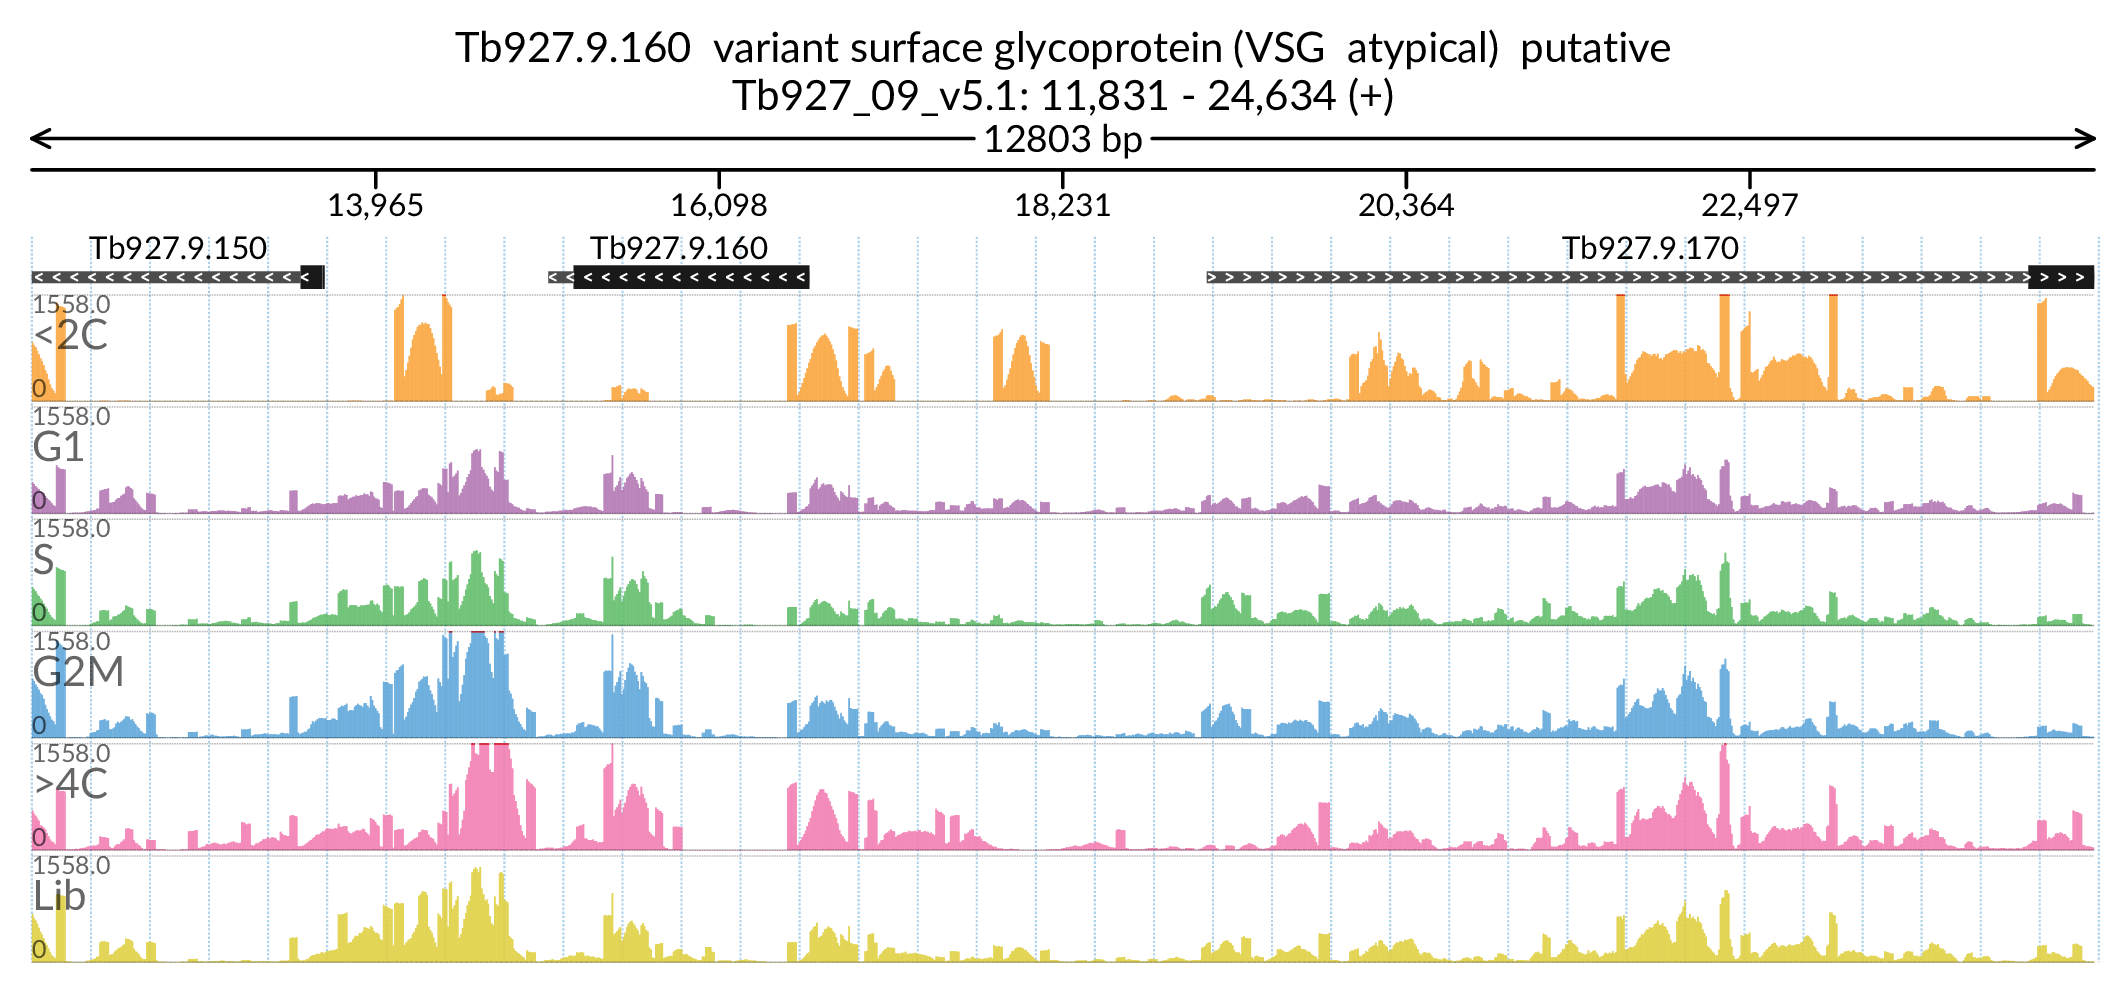 Tb927.9.160  variant surface glycoprotein (VSG  atypical)  putative
Tb927_09_v5.1: 11,831 - 24,634 (+)
12803 bp
13,965 16,098 18,231 20,364 22,497
Tb927.9.150 Tb927.9.160 Tb927.9.170
1558.0
<2C
0
1558.0
G1
0
1558.0
S
0
1558.0
G2M
0
1558.0
>4C
0
1558.0
Lib
0